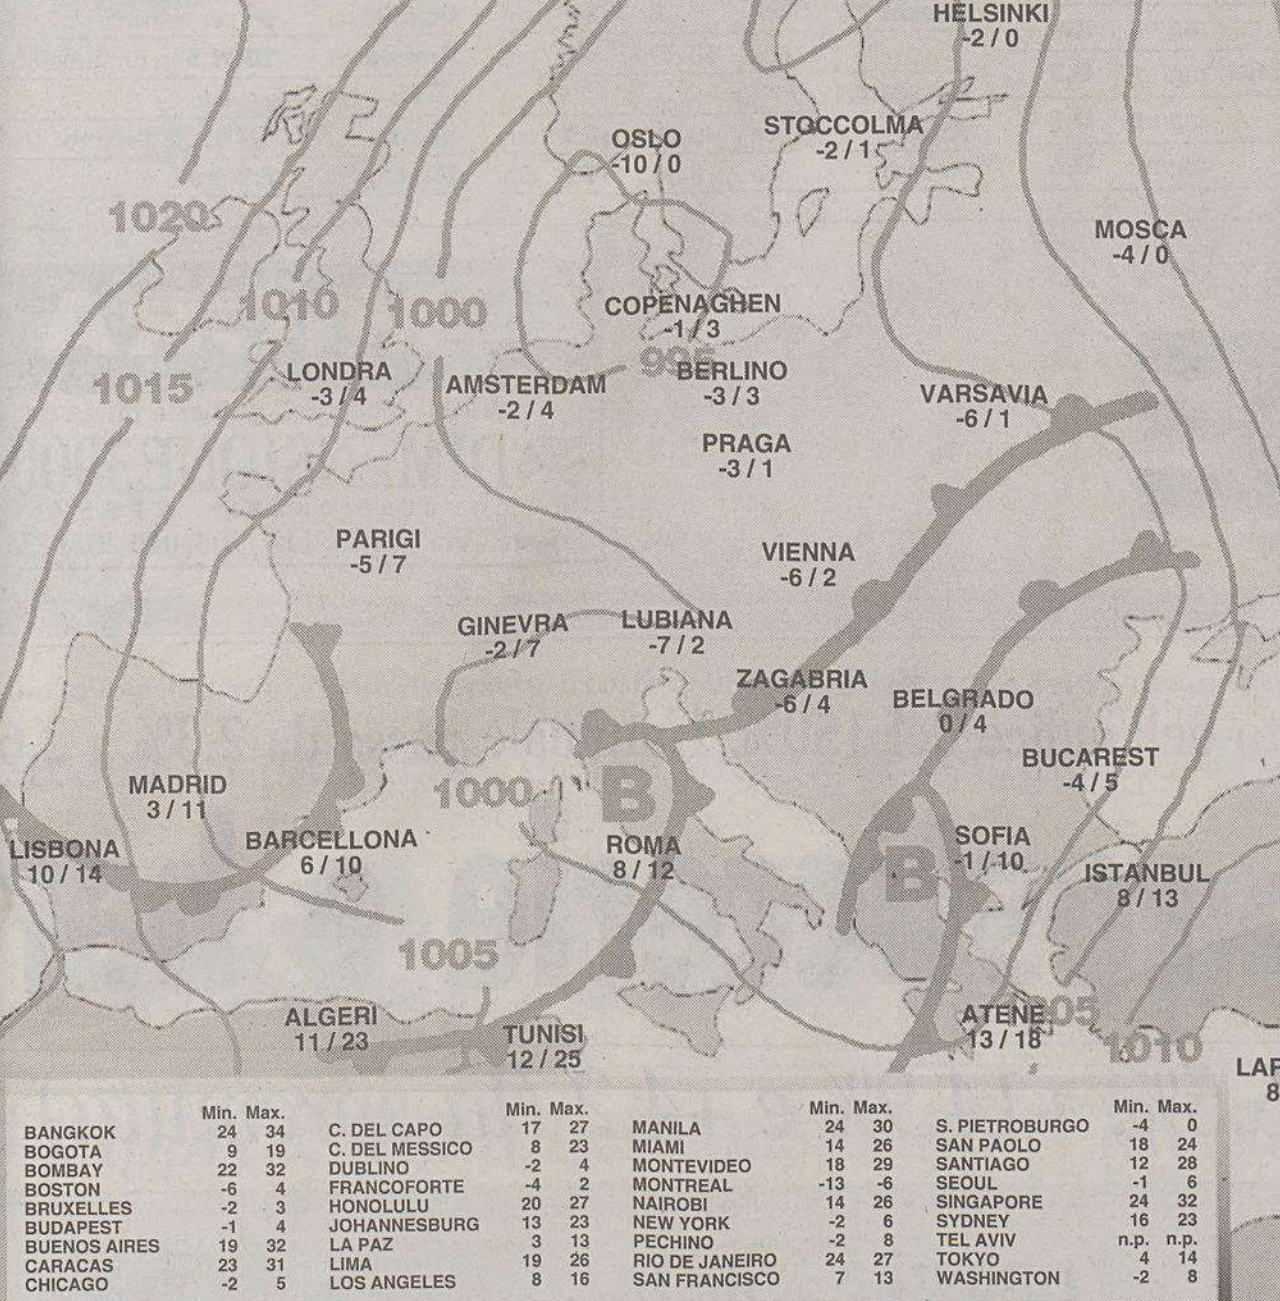 HELSINKI
-2 / 0
OSLO
-10 / 0
STOCCOLMA
-2 / 1
1020
MOSCA
-4 / 0
1010
1000
COPENAGHEN
-1 / 3
995
1015
LONDRA
-3 / 4
AMSTERDAM
-2 / 4
BERLINO
-3 / 3
VARSAVIA
-6 / 1
PRAGA
-3 / 1
PARIGI
-5 / 7
VIENNA
-6 / 2
GINEVRA
-2 / 7
LUBIANA
-7 / 2
ZAGABRIA
-6 / 4
BELGRADO
0 / 4
BUCAREST
-4 / 5
MADRID
3 / 11
1000
B
LISBONA
10 / 14
BARCELLONA
6 / 10
ROMA
8 / 12
B
SOFIA
-1 / 10
ISTANBUL
8 / 13
1005
ALGERI
11 / 23
TUNISI
12 / 25
ATENE
13 / 18
05
1010
LAR
8
Min. Max.
BANGKOK 24 34
BOGOTA 9 19
BOMBAY 22 32
BOSTON -6 4
BRUXELLES -2 3
BUDAPEST -1 4
BUENOS AIRES 19 32
CARACAS 23 31
CHICAGO -2 5
Min. Max.
C. DEL CAPO 17 27
C. DEL MESSICO 8 23
DUBLINO -2 4
FRANCOFORTE -4 2
HONOLULU 20 27
JOHANNESBURG 13 23
LA PAZ 3 13
LIMA 19 26
LOS ANGELES 8 16
Min. Max.
MANILA 24 30
MIAMI 14 26
MONTEVIDEO 18 29
MONTREAL -13 -6
NAIROBI 14 26
NEW YORK -2 6
PECHINO -2 8
RIO DE JANEIRO 24 27
SAN FRANCISCO 7 13
Min. Max.
S. PIETROBURGO -4 0
SAN PAOLO 18 24
SANTIAGO 12 28
SEOUL -1 6
SINGAPORE 24 32
SYDNEY 16 23
TEL AVIV n.p. n.p.
TOKYO 4 14
WASHINGTON -2 8